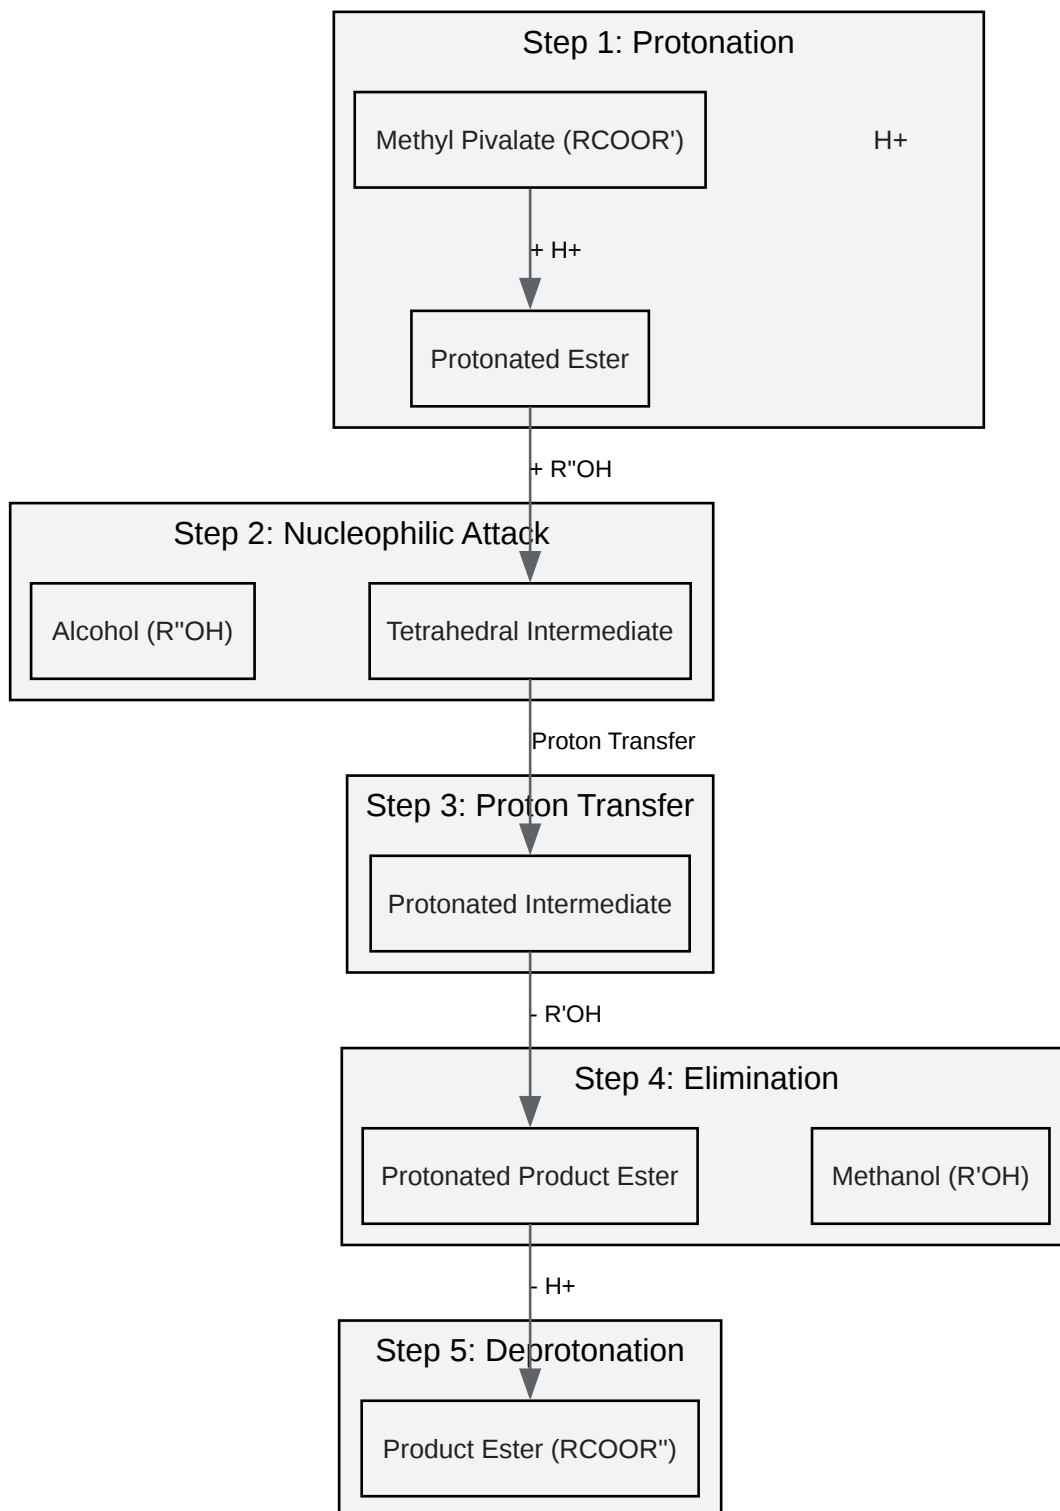 Step 1: Protonation
Methyl Pivalate (RCOOR')
H+
+ H+
Protonated Ester
+ R''OH
Step 2: Nucleophilic Attack
Alcohol (R''OH)
Tetrahedral Intermediate
Proton Transfer
Step 3: Proton Transfer
Protonated Intermediate
- R'OH
Step 4: Elimination
Protonated Product Ester
Methanol (R'OH)
- H+
Step 5: Deprotonation
Product Ester (RCOOR'')